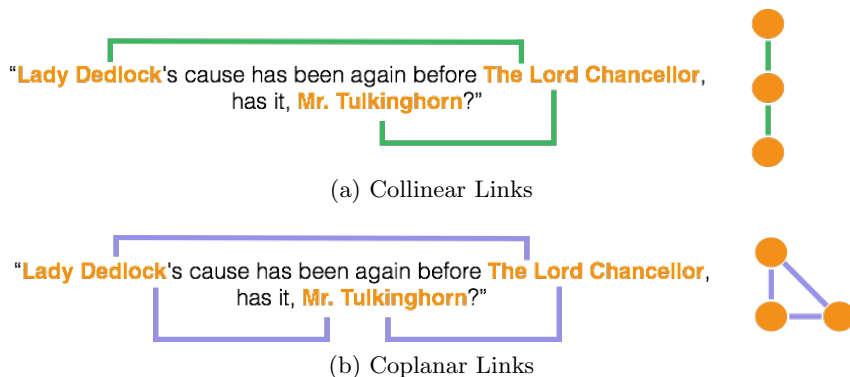 “Lady Dedlock's cause has been again before The Lord Chancellor,
has it, Mr. Tulkinghorn?”
(a) Collinear Links
“Lady Dedlock's cause has been again before The Lord Chancellor,
has it, Mr. Tulkinghorn?”
(b) Coplanar Links